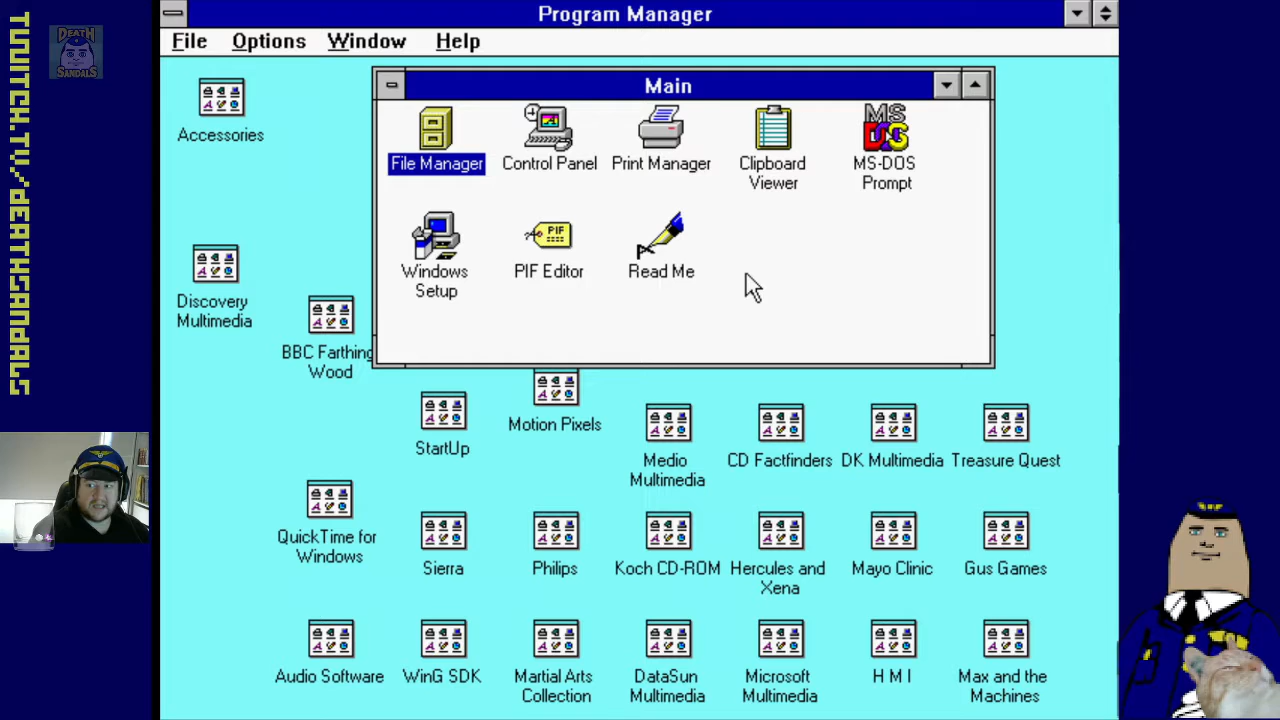 TWITCH.TV/DEATHSANDALS
DEATH
SANDALS
Program Manager
File Options Window Help
Main
File Manager
Control Panel
Print Manager
Clipboard
Viewer
MS-DOS
Prompt
MS
DOS
Windows
Setup
PIF
PIF Editor
Read Me
Accessories
Discovery
Multimedia
BBC Farthing
Wood
StartUp
Motion Pixels
Medio
Multimedia
CD Factfinders
DK Multimedia
Treasure Quest
QuickTime for
Windows
Sierra
Philips
Koch CD-ROM
Hercules and
Xena
Mayo Clinic
Gus Games
Audio Software
WinG SDK
Martial Arts
Collection
DataSun
Multimedia
Microsoft
Multimedia
H M I
Max and the
Machines